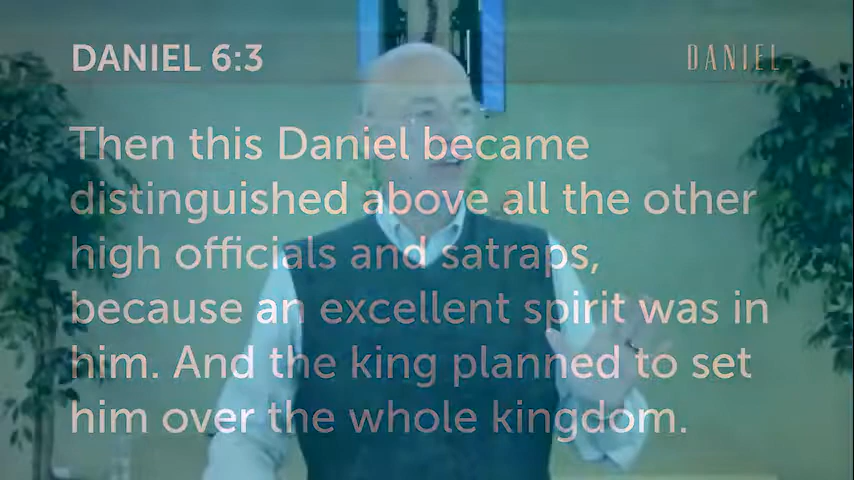 DANIEL 6:3
DANIEL
Then this Daniel became
distinguished above all the other
high officials and satraps,
because an excellent spirit was in
him. And the king planned to set
him over the whole kingdom.